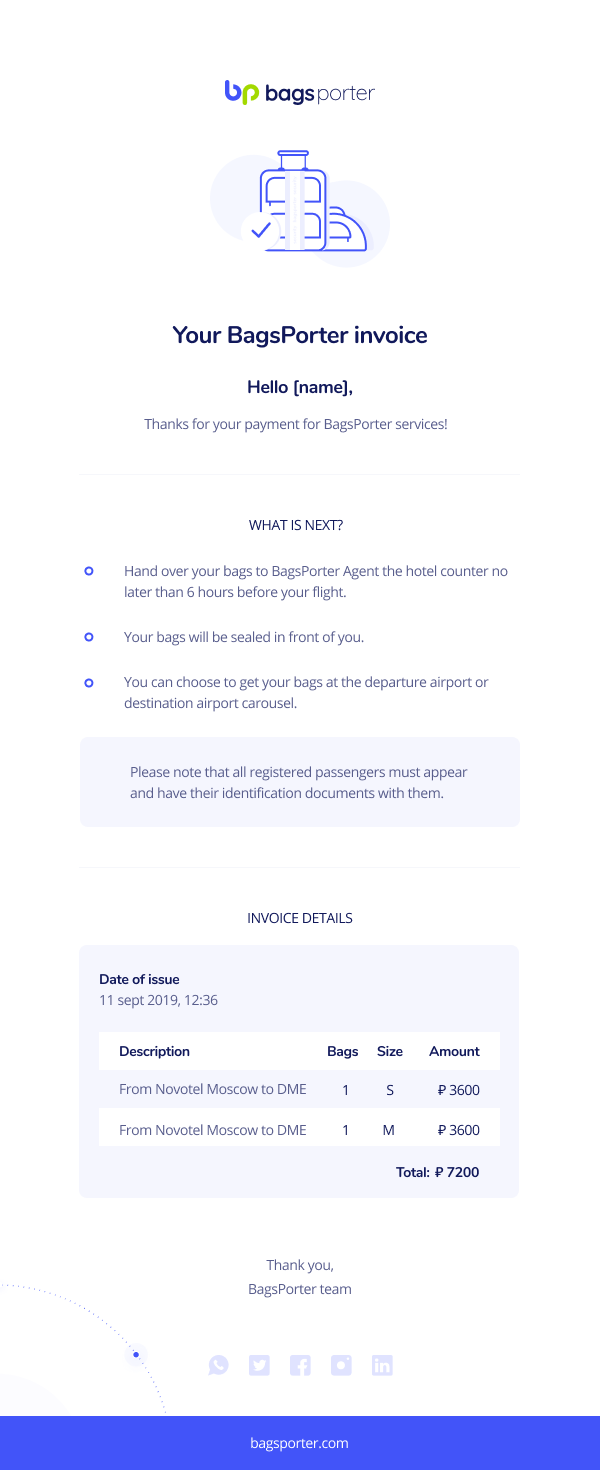 bp bagsporter
Your BagsPorter invoice
Hello [name],
Thanks for your payment for BagsPorter services!
WHAT IS NEXT?
Hand over your bags to BagsPorter Agent the hotel counter no
later than 6 hours before your flight.
Your bags will be sealed in front of you.
You can choose to get your bags at the departure airport or
destination airport carousel.
Please note that all registered passengers must appear
and have their identification documents with them.
INVOICE DETAILS
Date of issue
11 sept 2019, 12:36
Description Bags Size Amount
From Novotel Moscow to DME 1 S ₽ 3600
From Novotel Moscow to DME 1 M ₽ 3600
Total: ₽ 7200
Thank you,
BagsPorter team
bagsporter.com